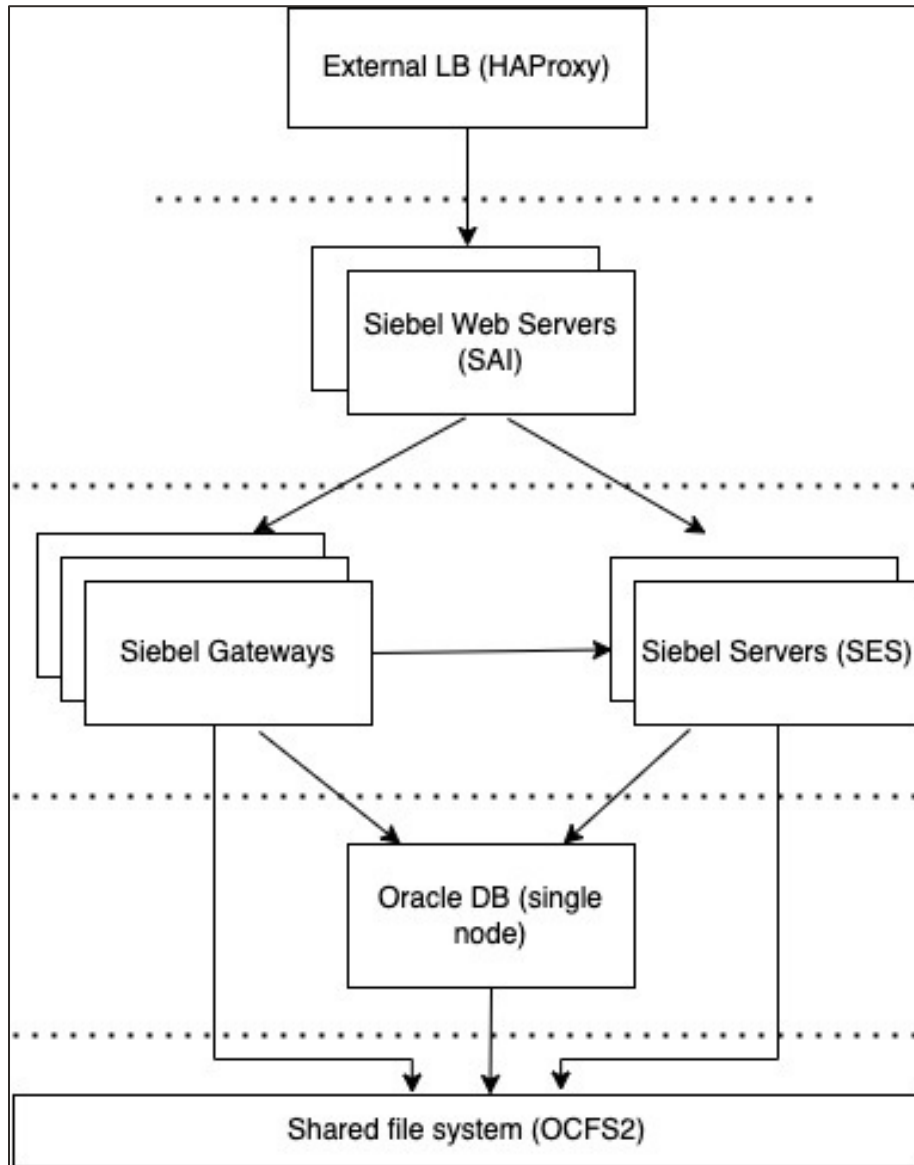 External LB (HAProxy)
Siebel Web Servers
(SAI)
Siebel Gateways
Siebel Servers (SES)
Oracle DB (single
node)
Shared file system (OCFS2)